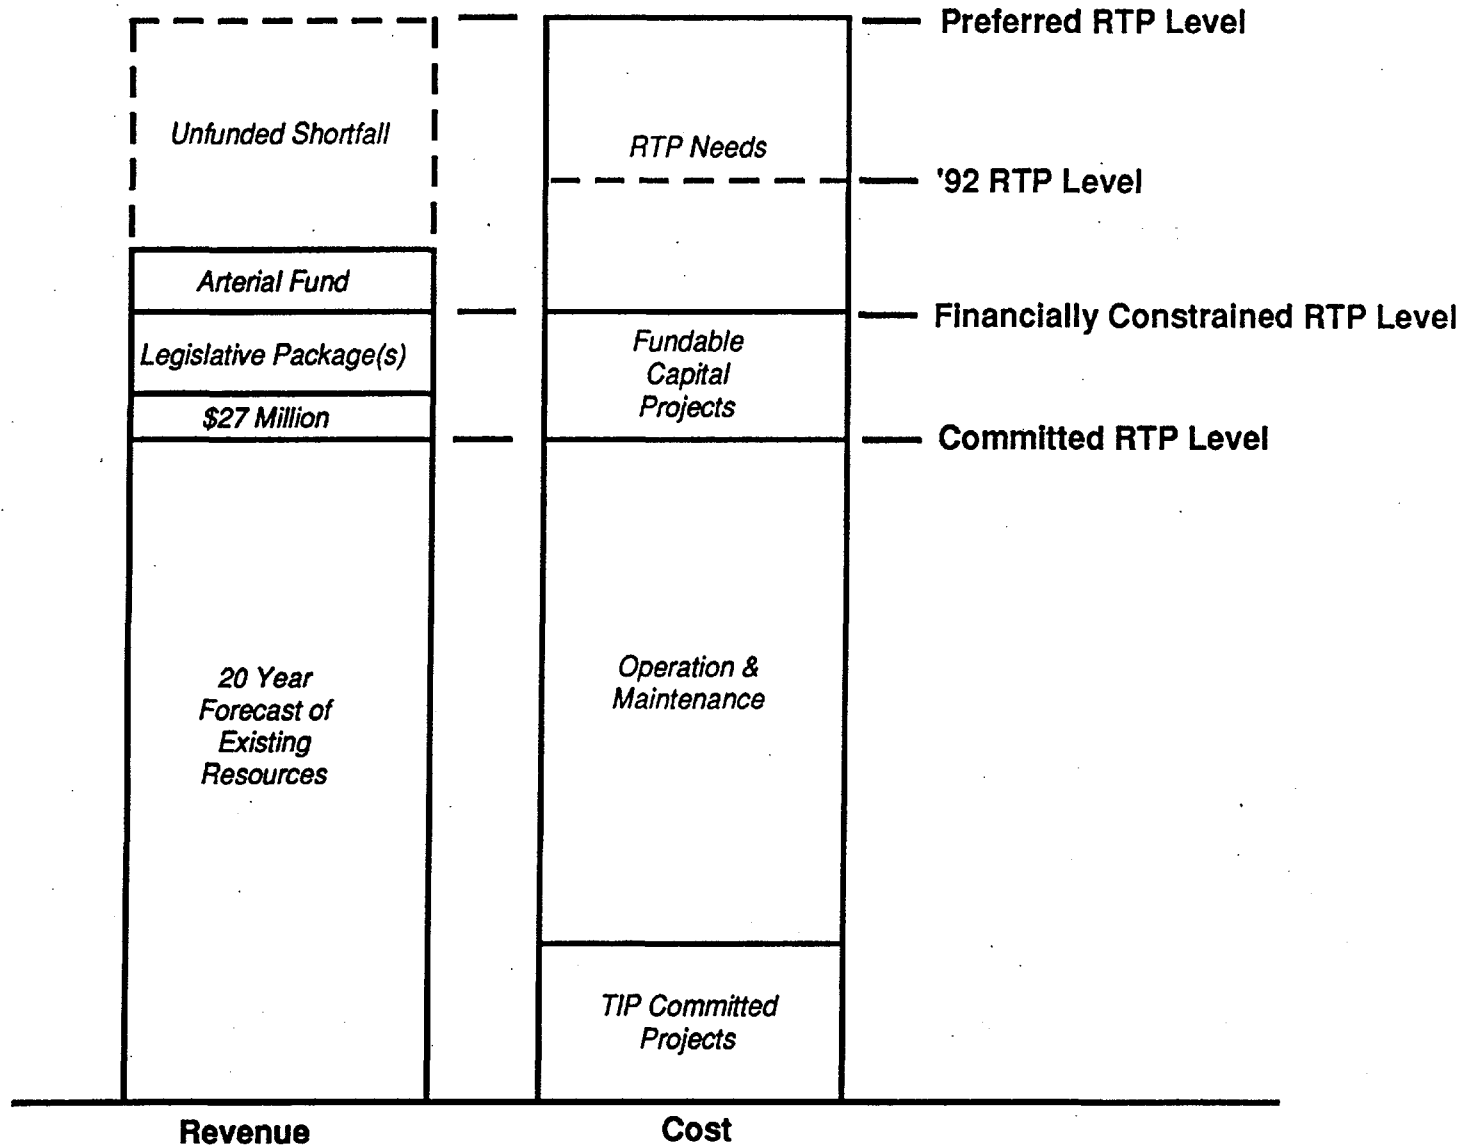 Preferred RTP Level
Unfunded Shortfall
RTP Needs
'92 RTP Level
Arterial Fund
Financially Constrained RTP Level
Legislative Package(s)
Fundable
Capital
Projects
$27 Million
Committed RTP Level
20 Year
Forecast of
Existing
Resources
Operation &
Maintenance
TIP Committed
Projects
Revenue
Cost